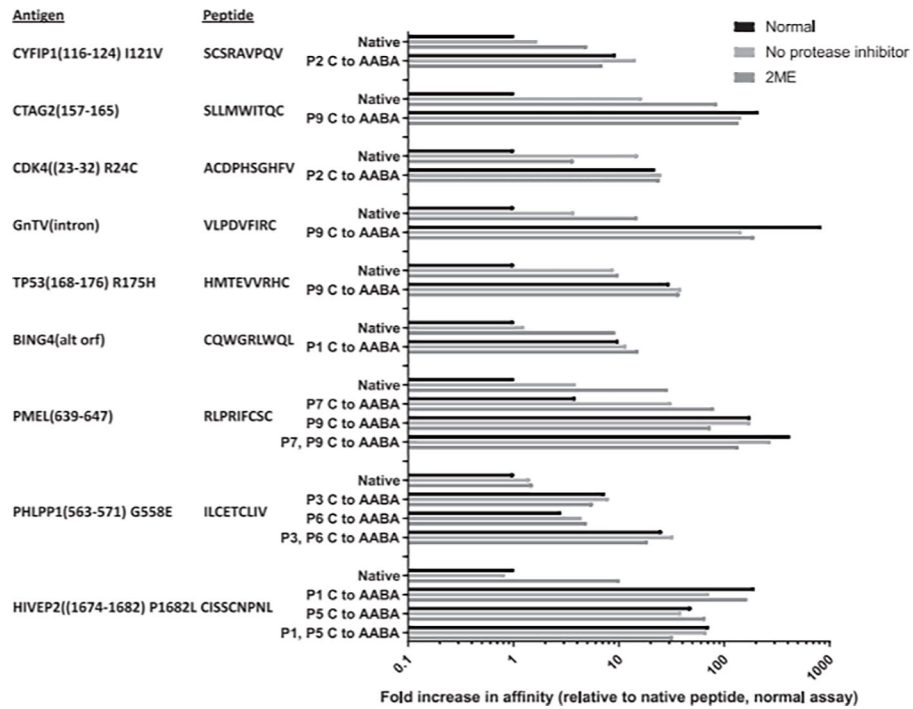 Antigen Peptide
Normal
No protease inhibitor
2ME
CYFIP1(116-124) I121V SCSRAVPQV
Native
P2 C to AABA
CTAG2(157-165) SLLMWITQC
Native
P9 C to AABA
CDK4((23-32) R24C ACDPHSGHFV
Native
P2 C to AABA
GnTV(intron) VLPDVFIRC
Native
P9 C to AABA
TP53(168-176) R175H HMTEVVRHC
Native
P9 C to AABA
BING4(alt orf) CQWGRLWQL
Native
P1 C to AABA
PMEL(639-647) RLPRIFCSC
Native
P7 C to AABA
P9 C to AABA
P7, P9 C to AABA
PHLPP1(563-571) G558E ILCETCLIV
Native
P3 C to AABA
P6 C to AABA
P3, P6 C to AABA
HIVEP2((1674-1682) P1682L CISSCNPNL
Native
P1 C to AABA
P5 C to AABA
P1, P5 C to AABA
0.1 1 10 100 1000
Fold increase in affinity (relative to native peptide, normal assay)